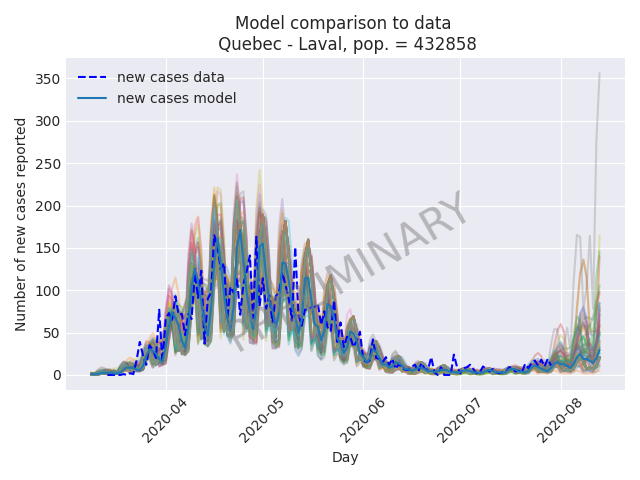 Model comparison to data
Quebec - Laval, pop. = 432858
new cases data
new cases model
PRELIMINARY
Number of new cases reported
350
300
250
200
150
100
50
0
2020-04
2020-05
2020-06
2020-07
2020-08
Day